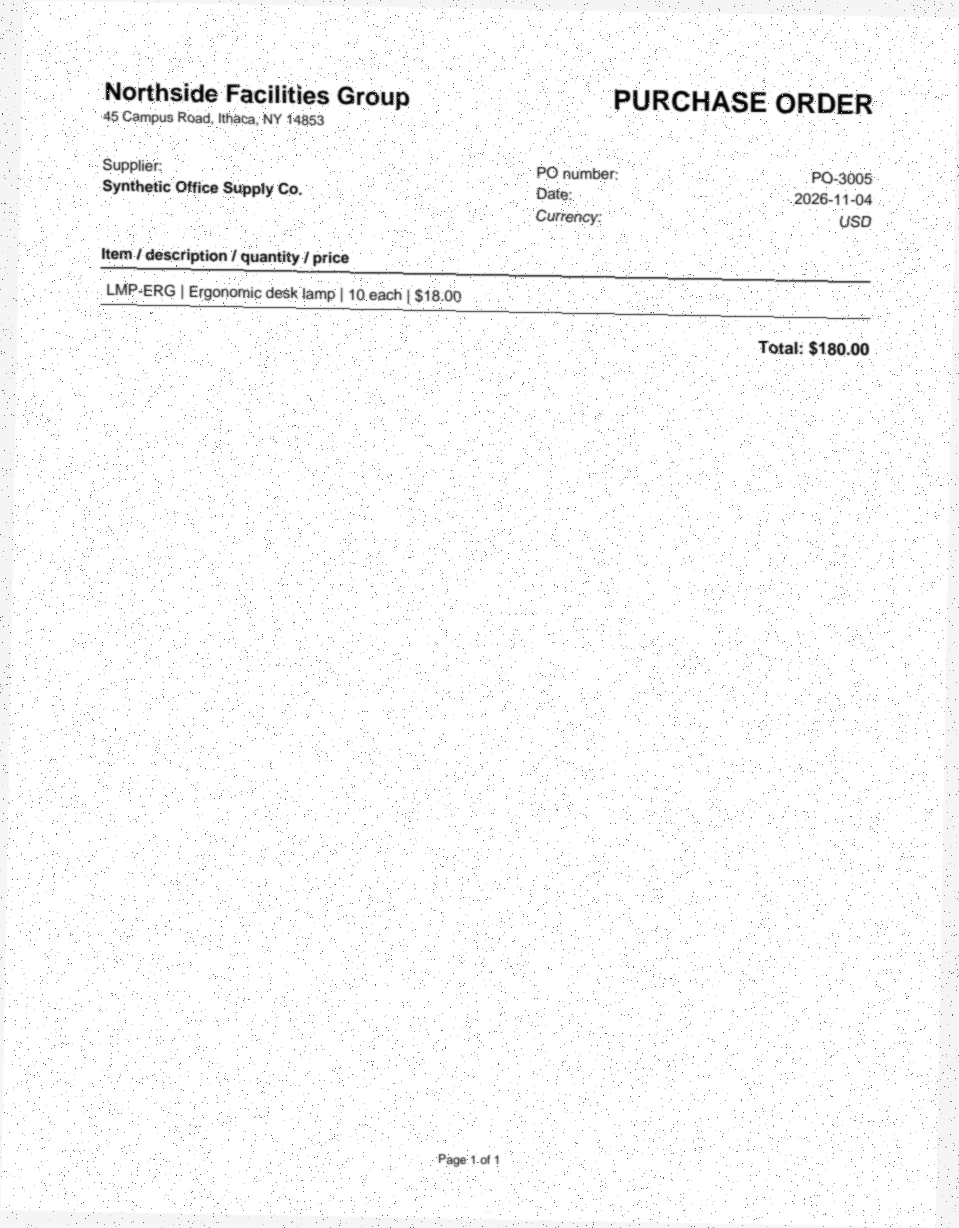 Northside Facilities Group
PURCHASE ORDER
45 Campus Road, Ithaca, NY 14853
Supplier:
Synthetic Office Supply Co.
PO number: PO-3005
Date: 2026-11-04
Currency: USD
Item / description / quantity / price
LMP-ERG | Ergonomic desk lamp | 10 each | $18.00
Total: $180.00
Page 1 of 1